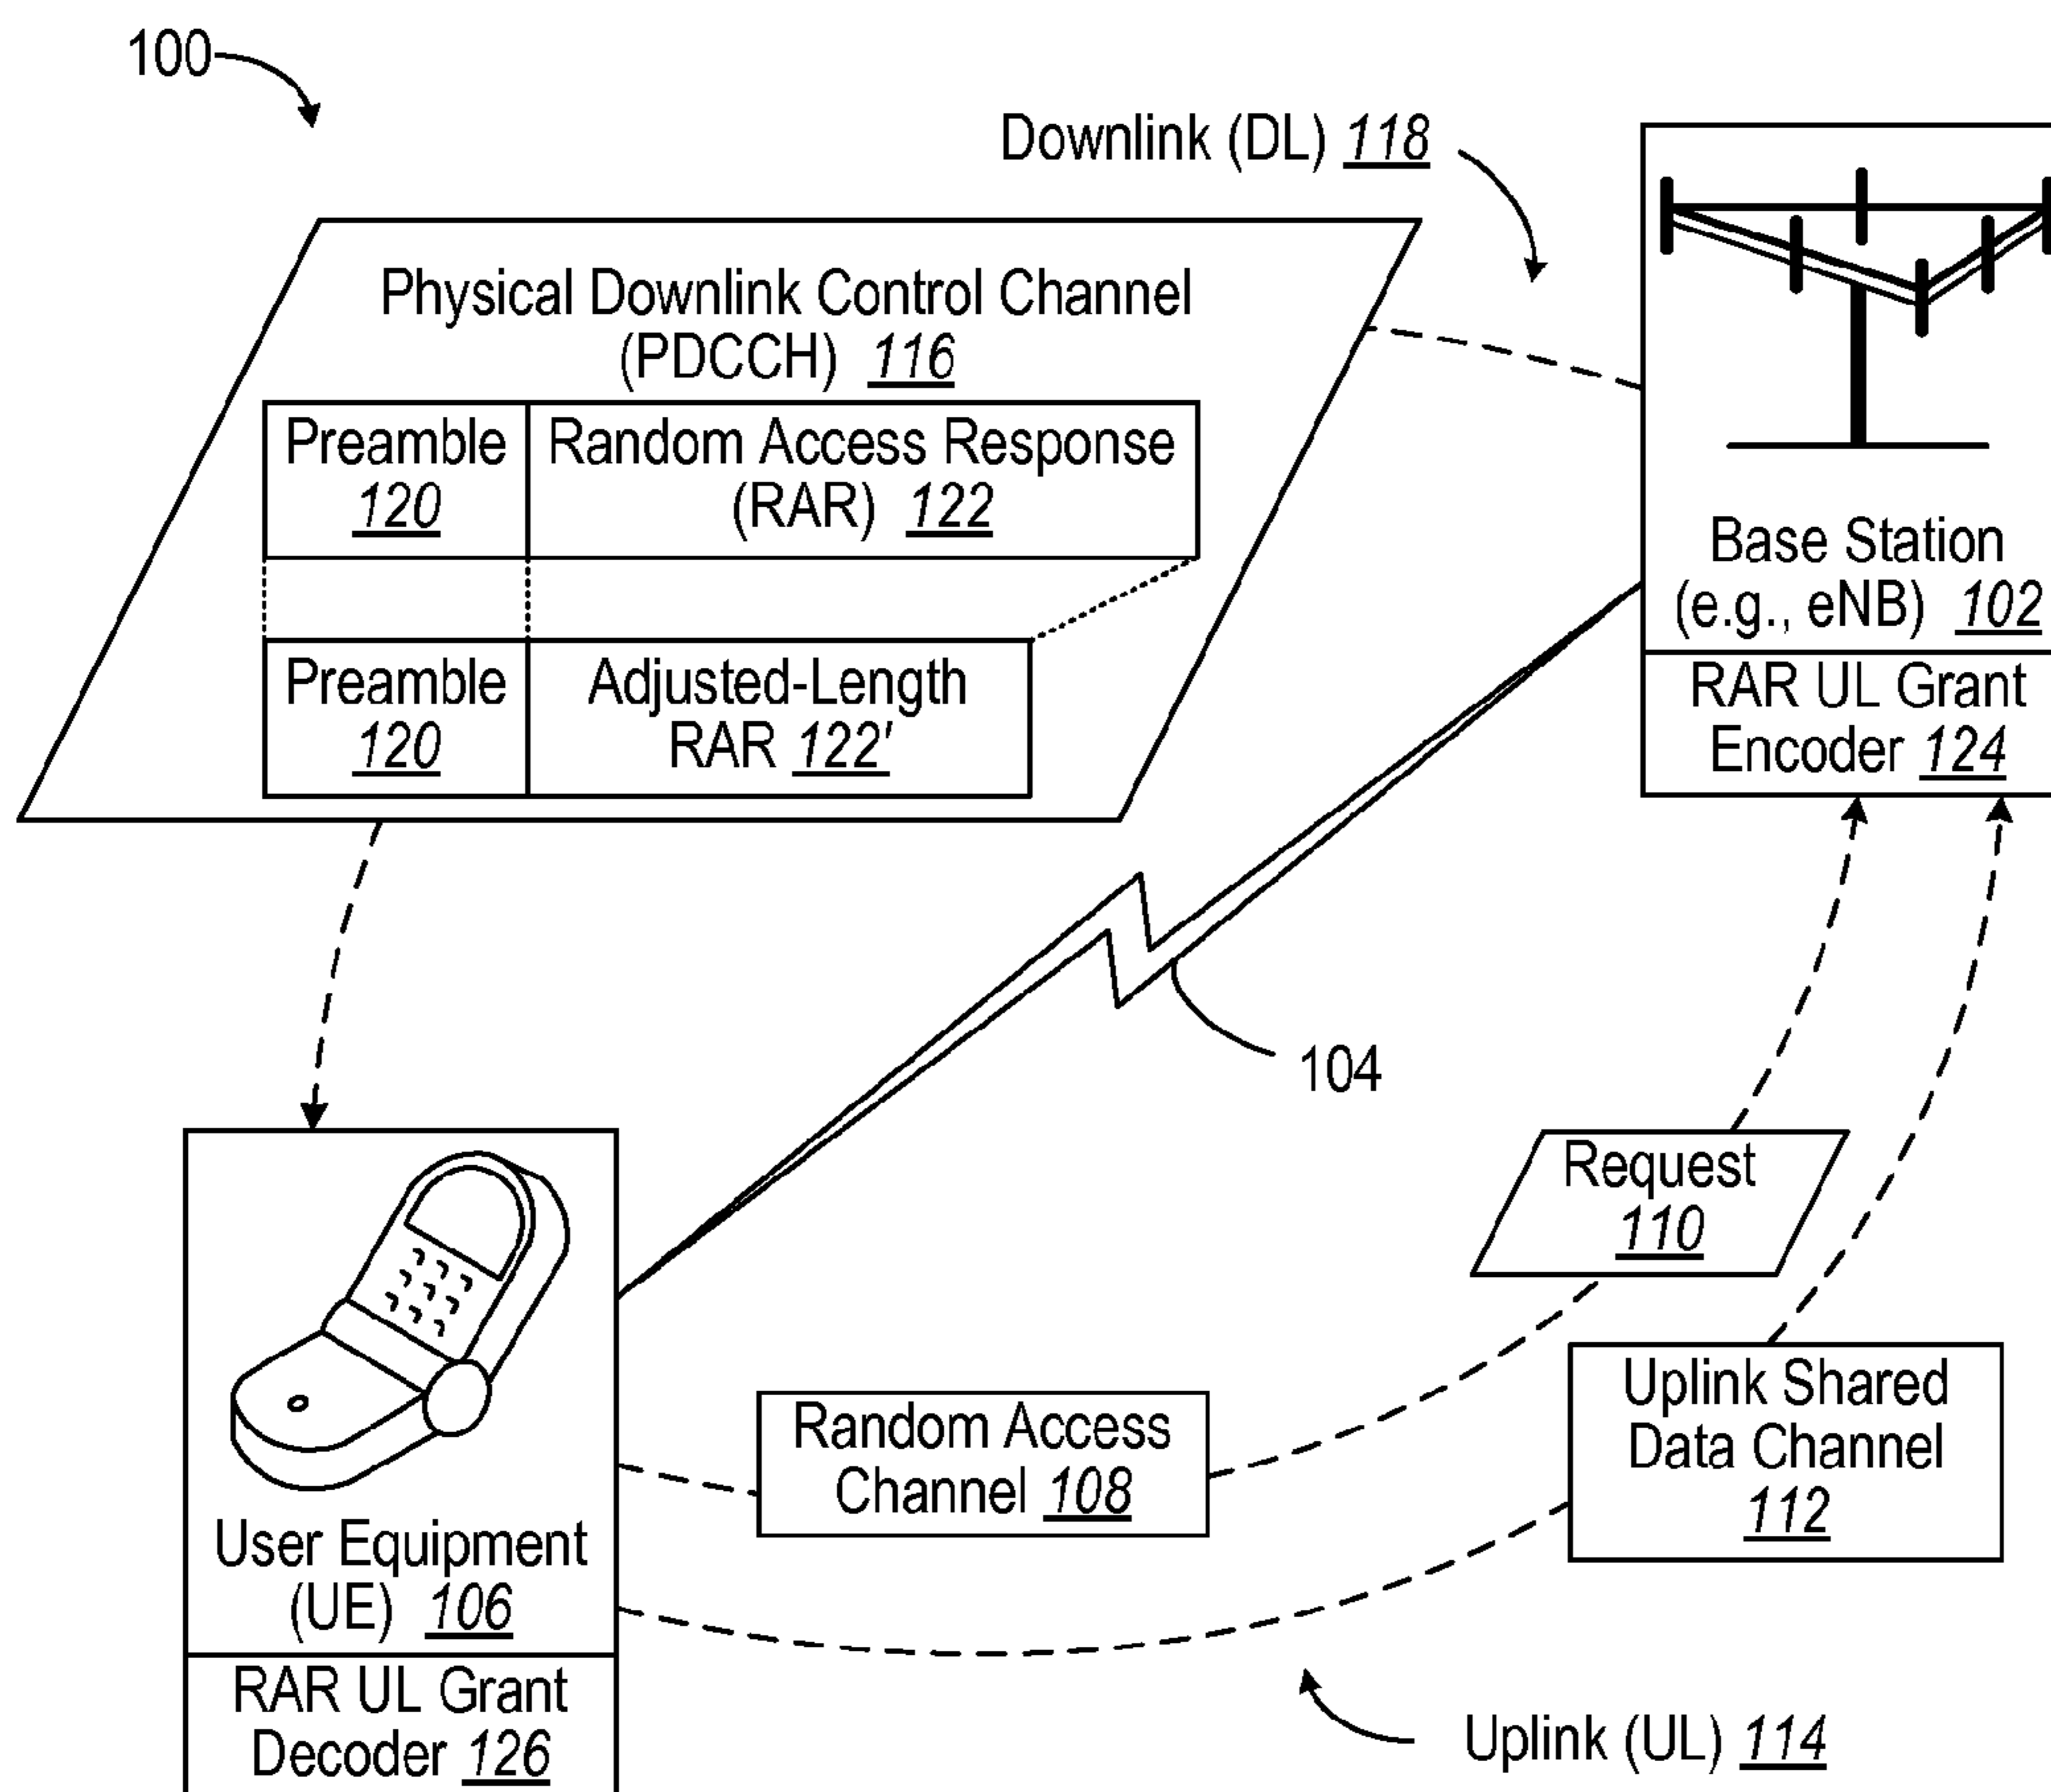 100
Downlink (DL) 118
Physical Downlink Control Channel
(PDCCH) 116
Preamble
120
Random Access Response
(RAR) 122
Preamble
120
Adjusted-Length
RAR 122'
Base Station
(e.g., eNB) 102
RAR UL Grant
Encoder 124
104
Request
110
Uplink Shared
Data Channel
112
Random Access
Channel 108
User Equipment
(UE) 106
RAR UL Grant
Decoder 126
Uplink (UL) 114